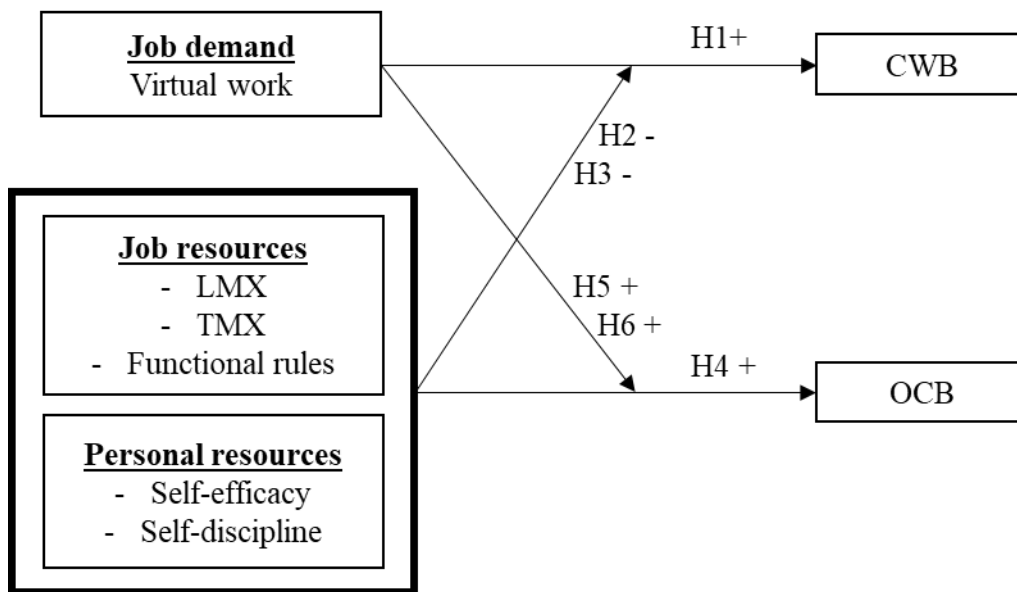 Job demand
Virtual work
H1+
CWB
H2 -
H3 -
Job resources
- LMX
- TMX
- Functional rules
H5 +
H6 +
H4 +
OCB
Personal resources
- Self-efficacy
- Self-discipline